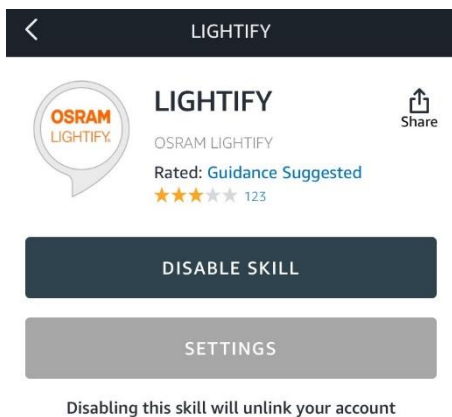 LIGHTIFY
OSRAM
LIGHTIFY.
LIGHTIFY
OSRAM LIGHTIFY
Rated: Guidance Suggested
123
Share
DISABLE SKILL
SETTINGS
Disabling this skill will unlink your account